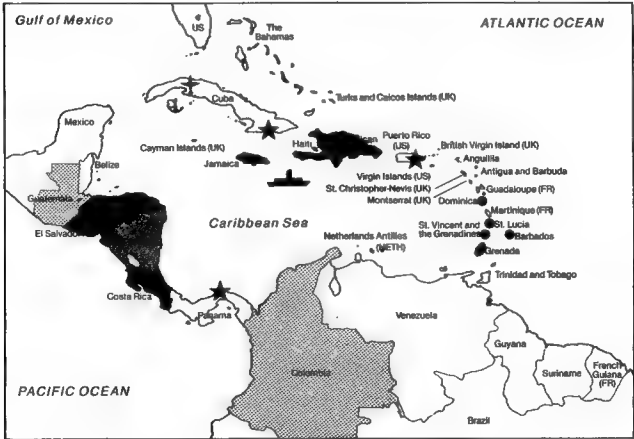 Gulf of Mexico
US
The
Bahamas
ATLANTIC OCEAN
Turks and Caicos Islands (UK)
Cuba
Mexico
Cayman Islands (UK)
Haiti
Puerto Rico
(US)
British Virgin Island (UK)
Belize
Jamaica
Anguilla
Virgin Islands (US)
Antigua and Barbuda
Guatemala
St. Christopher-Nevis (UK)
Guadaloupe (FR)
Montserrat (UK)
Dominica
Martinique (FR)
El Salvador
Caribbean Sea
St. Vincent and
the Grenadines
St. Lucia
Barbados
Netherlands Antilles
(NETH)
Grenada
Trinidad and Tobago
Costa Rica
Panama
Venezuela
Guyana
Colombia
Suriname
French
Guiana
(FR)
PACIFIC OCEAN
Brazil